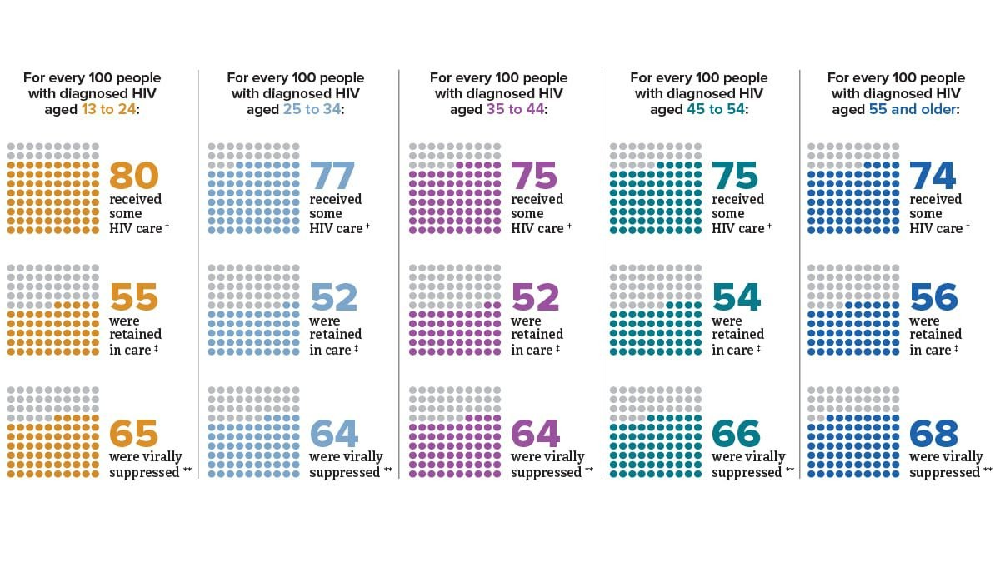 For every 100 people
with diagnosed HIV
aged 13 to 24:
80
received
some
HIV care †
55
were
retained
in care ‡
65
were virally
suppressed **
For every 100 people
with diagnosed HIV
aged 25 to 34:
77
received
some
HIV care †
52
were
retained
in care ‡
64
were virally
suppressed **
For every 100 people
with diagnosed HIV
aged 35 to 44:
75
received
some
HIV care †
52
were
retained
in care ‡
64
were virally
suppressed **
For every 100 people
with diagnosed HIV
aged 45 to 54:
75
received
some
HIV care †
54
were
retained
in care ‡
66
were virally
suppressed **
For every 100 people
with diagnosed HIV
aged 55 and older:
74
received
some
HIV care †
56
were
retained
in care ‡
68
were virally
suppressed **